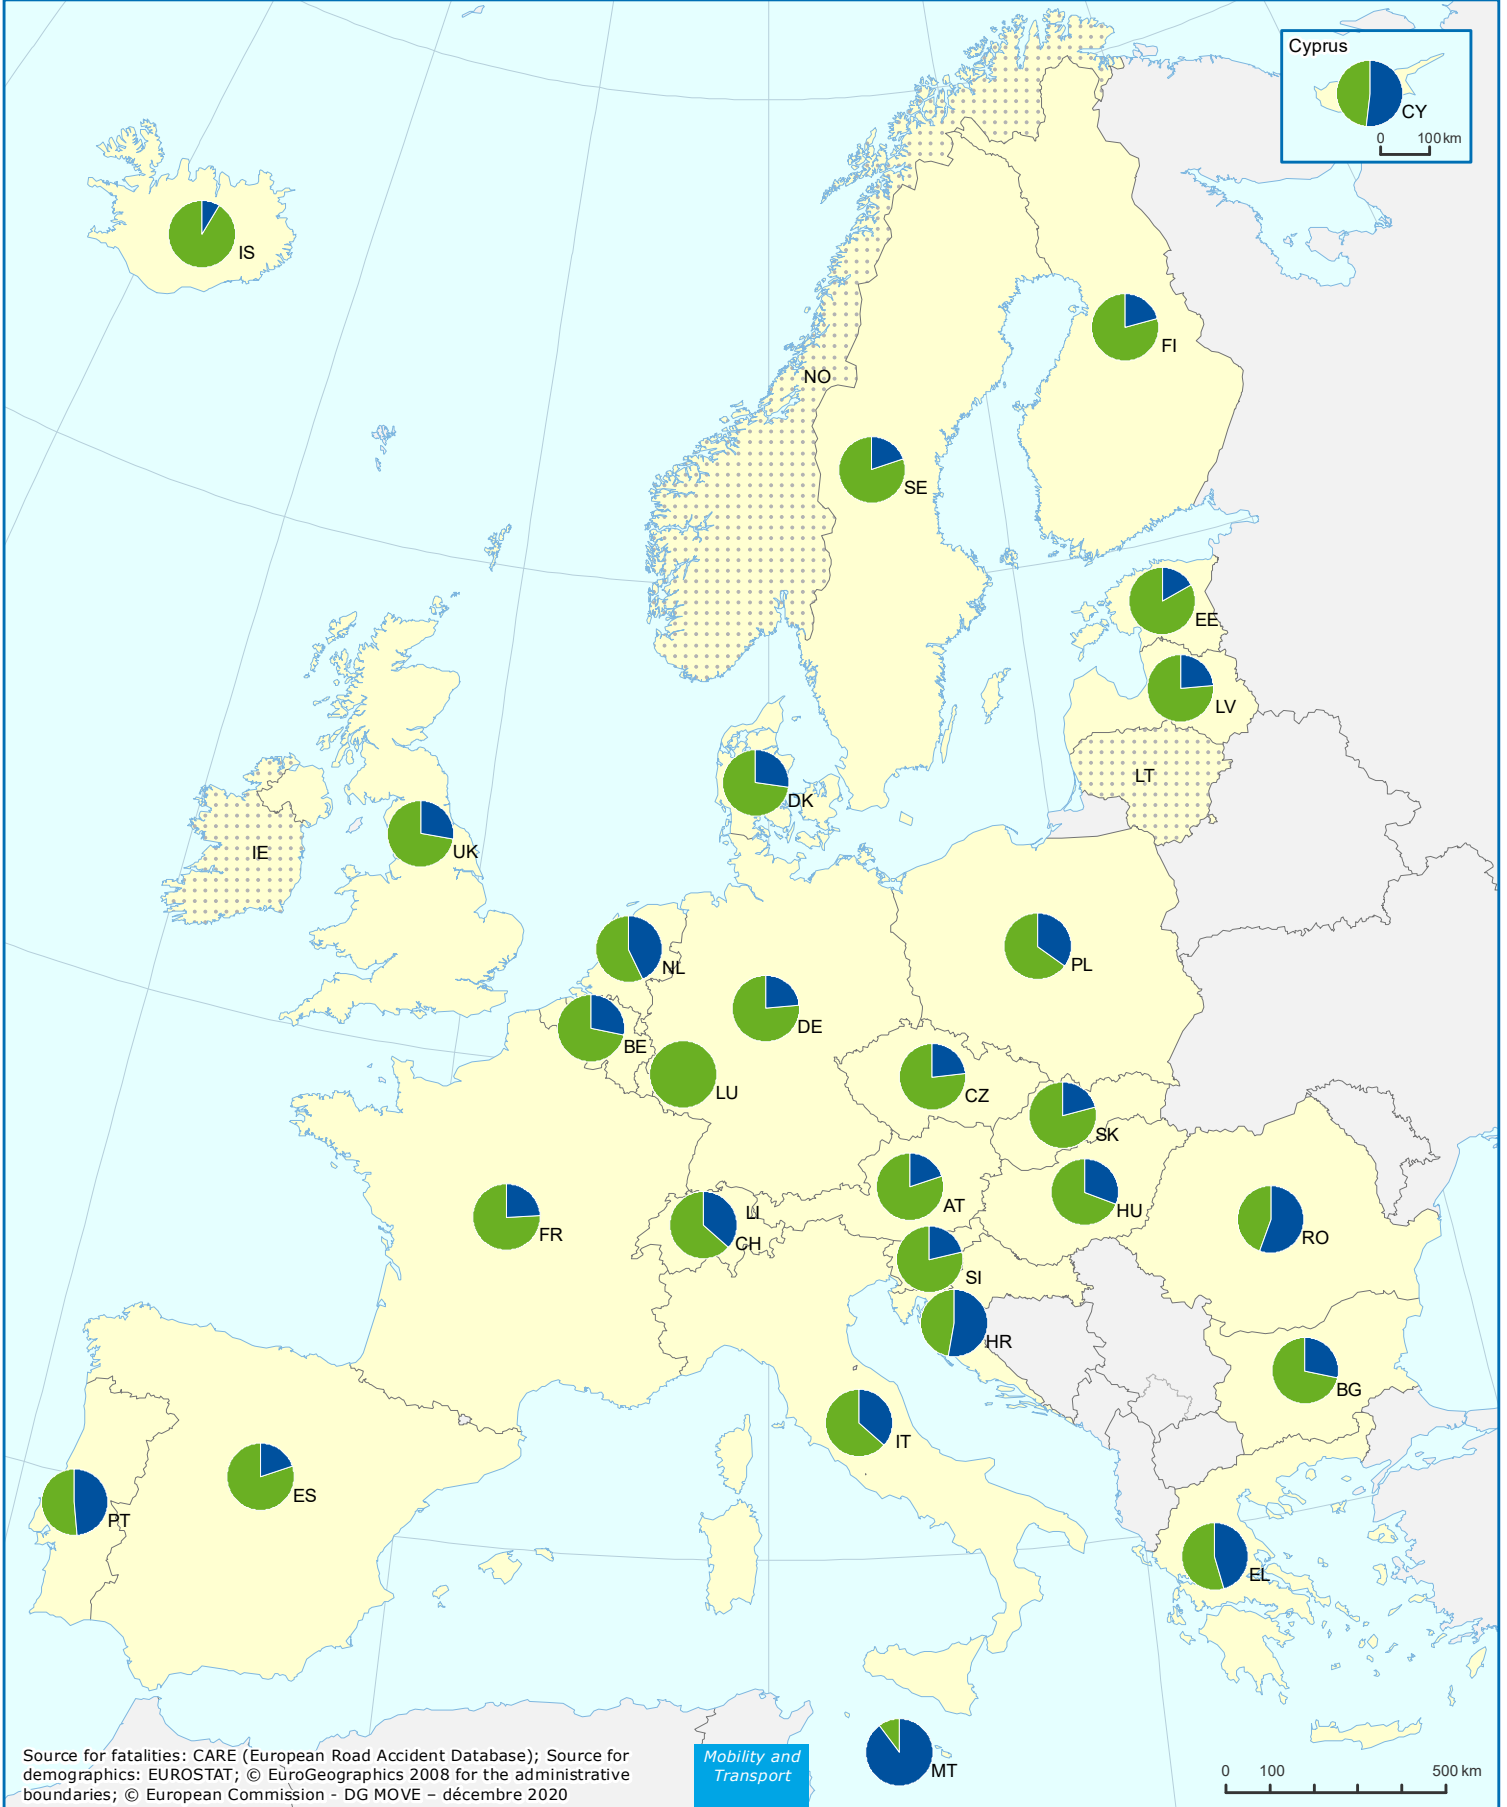 Cyprus
CY
0 100 km
IS
FI
NO
SE
EE
LV
LT
DK
IE
UK
NL
PL
DE
BE
LU
CZ
SK
AT
HU
LI
CH
FR
RO
SI
HR
BG
IT
ES
PT
EL
MT
Source for fatalities: CARE (European Road Accident Database); Source for
demographics: EUROSTAT; © EuroGeographics 2008 for the administrative
boundaries; © European Commission - DG MOVE – décembre 2020
Mobility and
Transport
0 100 500 km